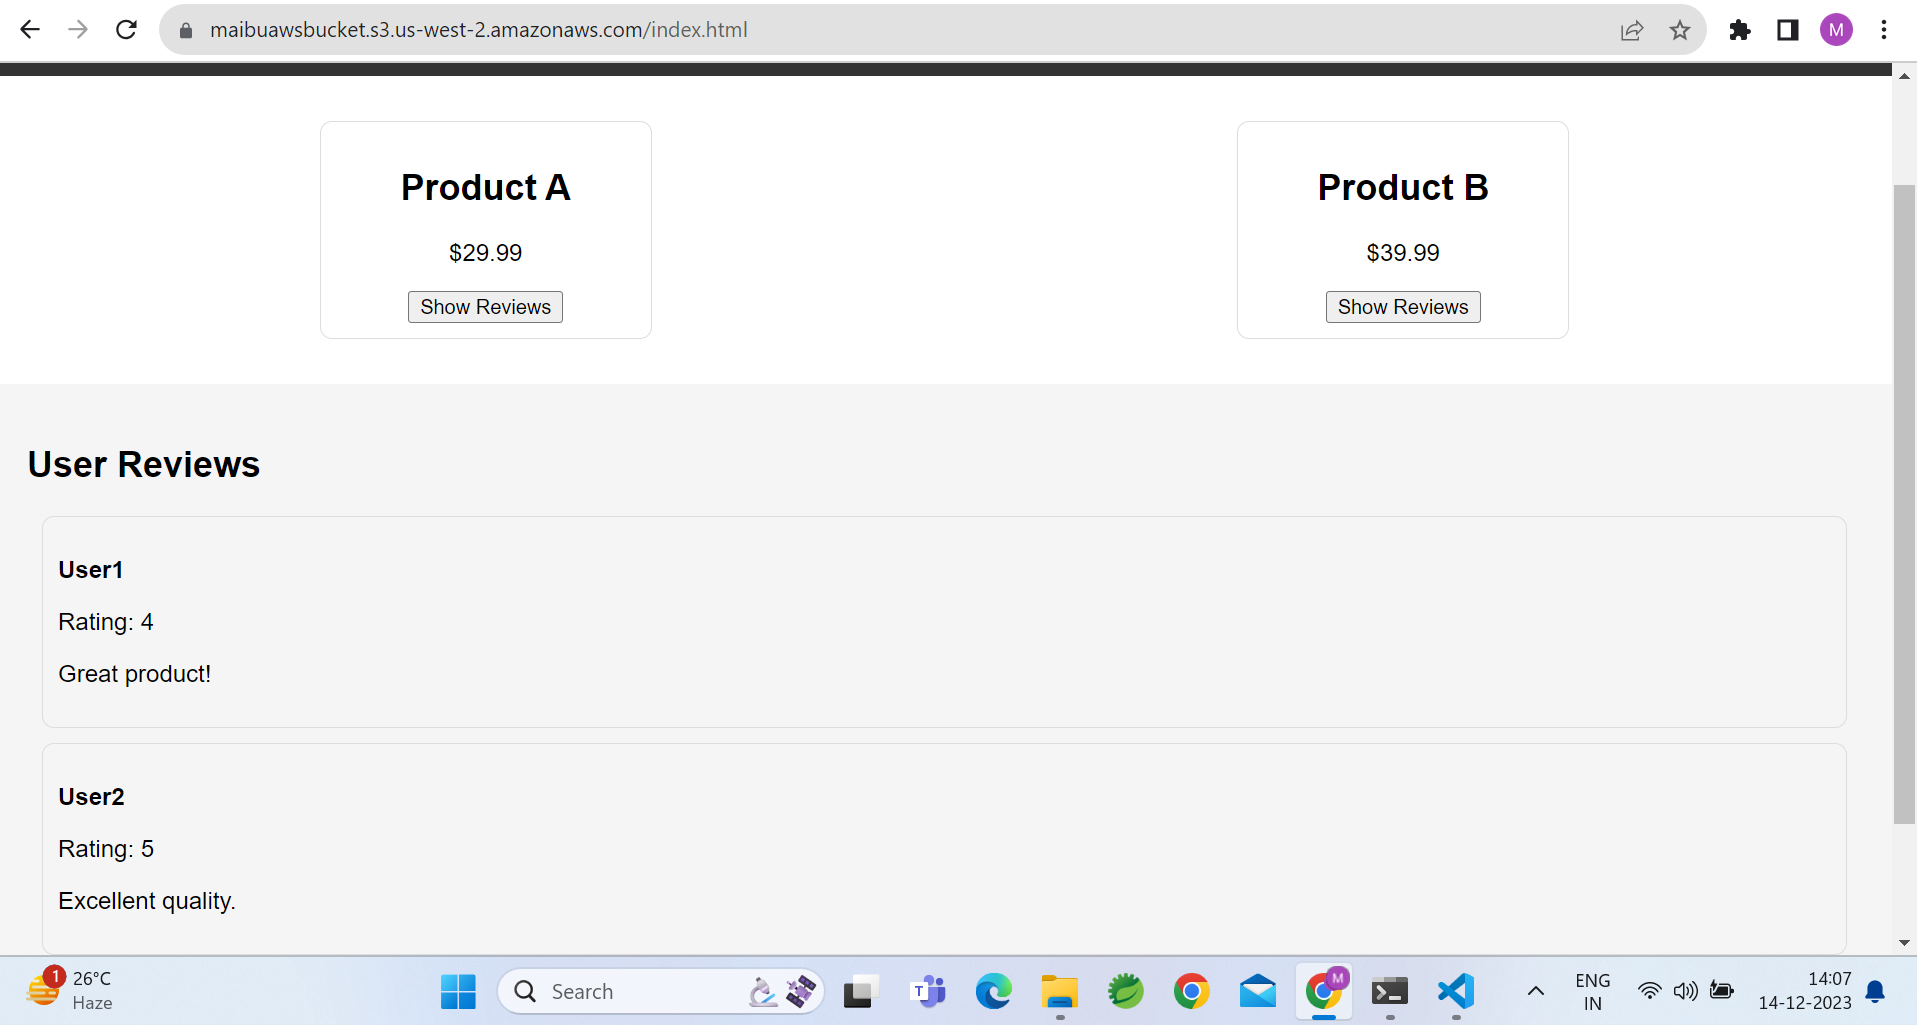 maibuawsbucket.s3.us-west-2.amazonaws.com/index.html
M
Product A
$29.99
Show Reviews
Product B
$39.99
Show Reviews
User Reviews
User1
Rating: 4
Great product!
User2
Rating: 5
Excellent quality.
1
26°C
Haze
Search
T
M
ENG
IN
14:07
14-12-2023